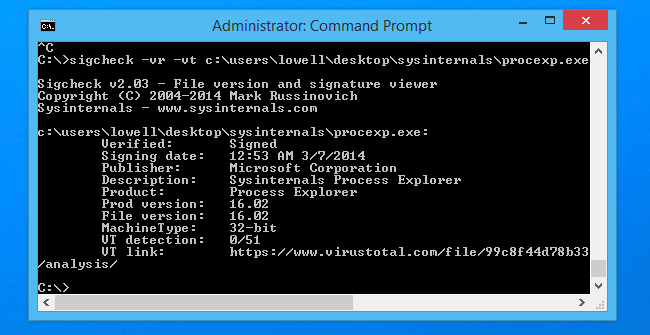 Administrator: Command Prompt
^C
C:\>sigcheck -vr -vt c:\users\lowell\desktop\sysinternals\procexp.exe
Sigcheck v2.03 - File version and signature viewer
Copyright (C) 2004-2014 Mark Russinovich
Sysinternals - www.sysinternals.com
c:\users\lowell\desktop\sysinternals\procexp.exe:
Verified: Signed
Signing date: 12:53 AM 3/7/2014
Publisher: Microsoft Corporation
Description: Sysinternals Process Explorer
Product: Process Explorer
Prod version: 16.02
File version: 16.02
MachineType: 32-bit
VT detection: 0/51
VT link: https://www.virustotal.com/file/99c8f44d78b33
/analysis/
C:\>